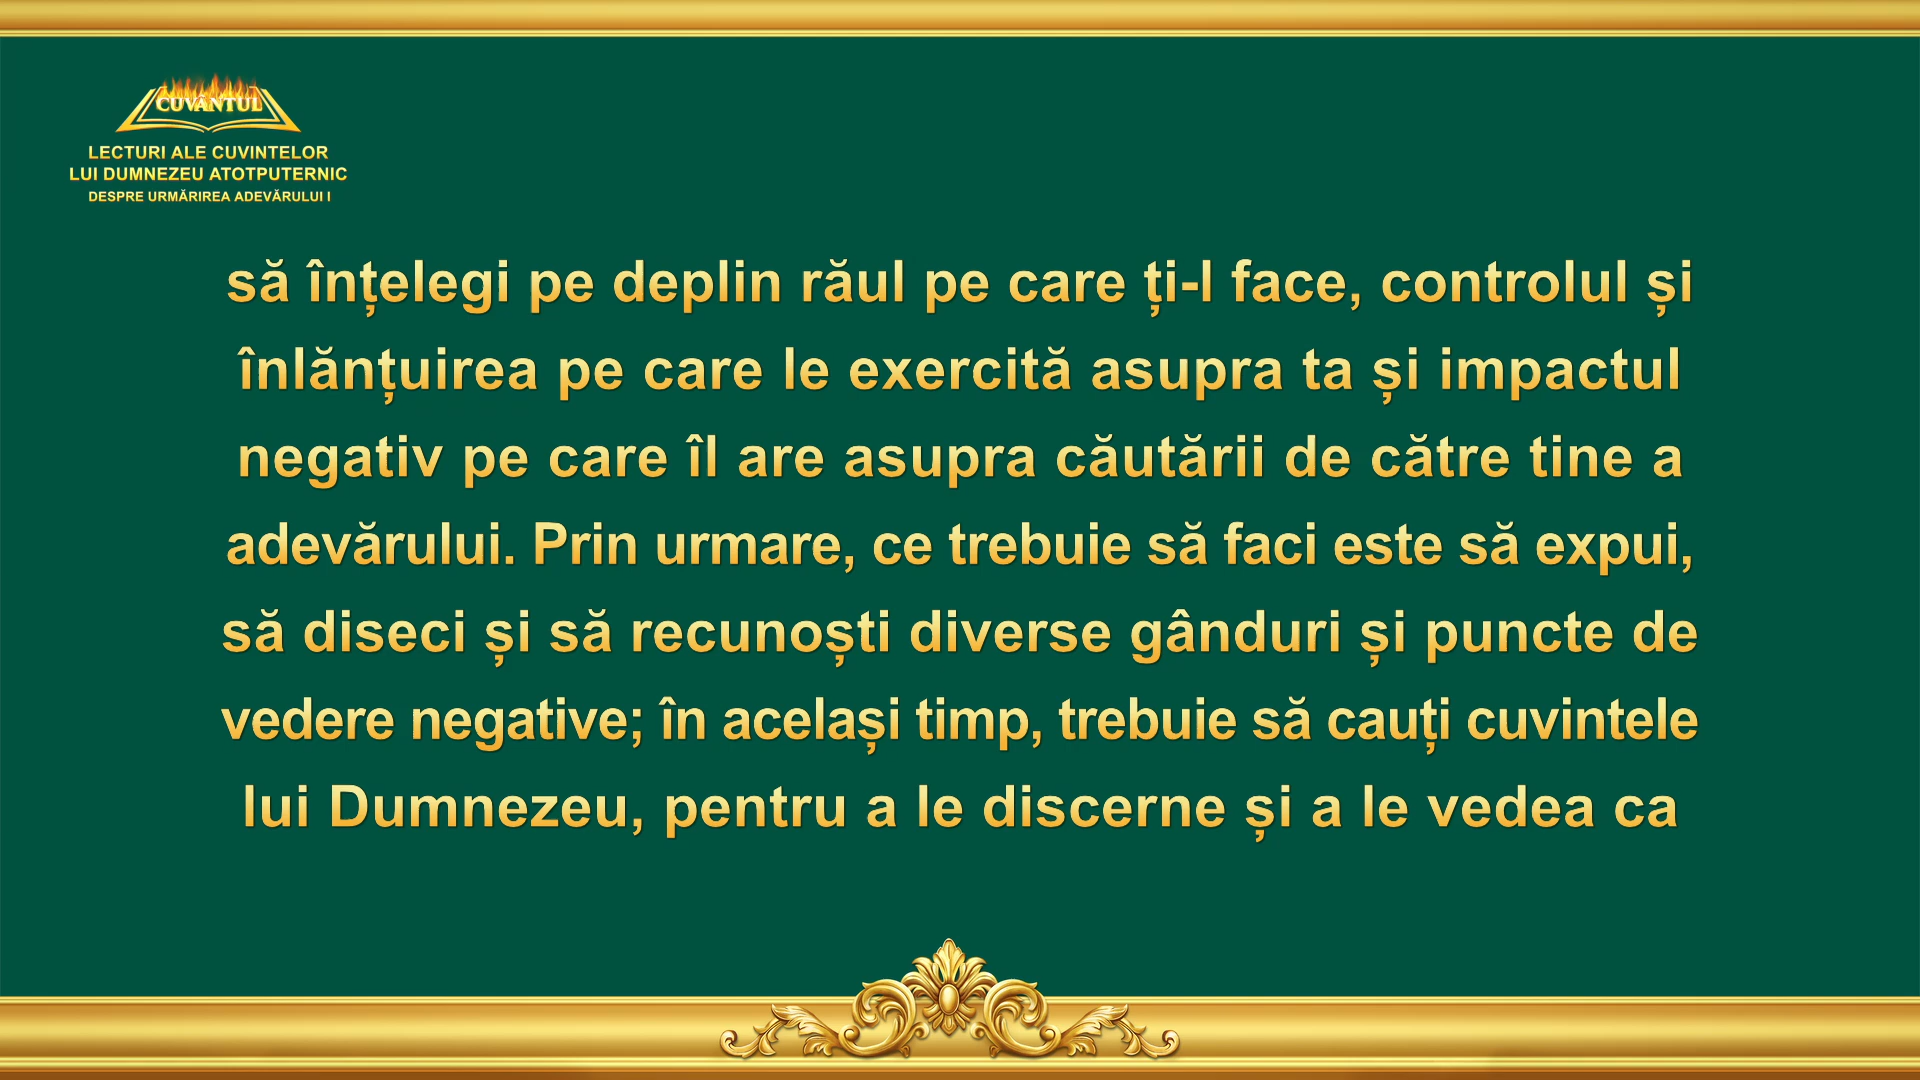 CUVÂNTUL
LECTURI ALE CUVINTELOR
LUI DUMNEZEU ATOTPUTERNIC
DESPRE URMĂRIREA ADEVĂRULUI I
să înțelegi pe deplin răul pe care ți-l face, controlul și
înlănțuirea pe care le exercită asupra ta și impactul
negativ pe care îl are asupra căutării de către tine a
adevărului. Prin urmare, ce trebuie să faci este să expui,
să diseci și să recunoști diverse gânduri și puncte de
vedere negative; în același timp, trebuie să cauți cuvintele
lui Dumnezeu, pentru a le discerne și a le vedea ca